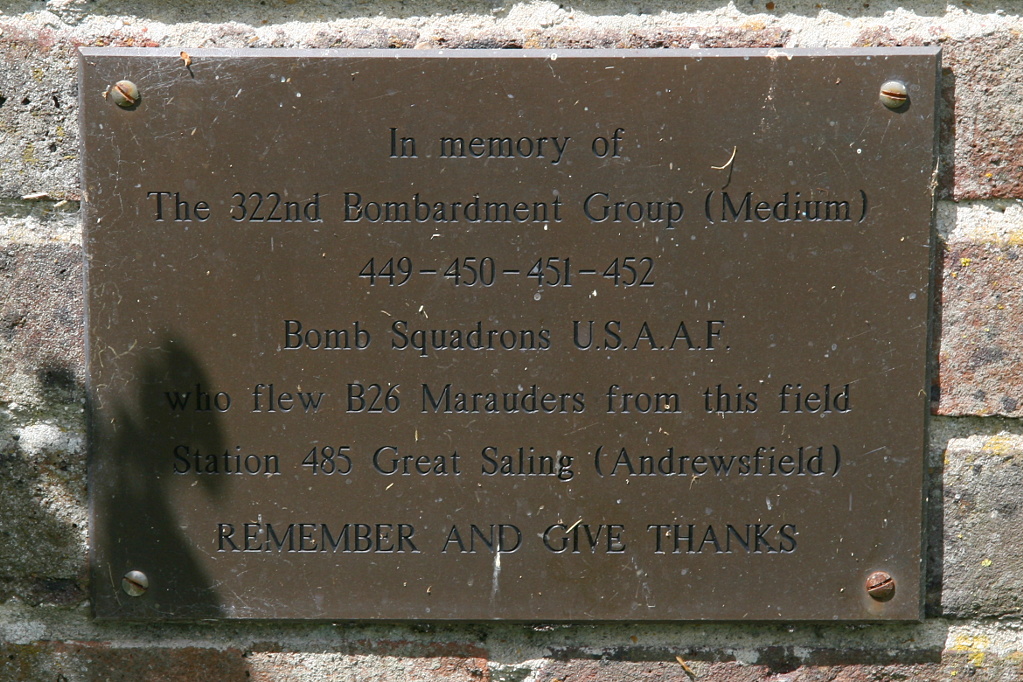 In memory of
The 322nd Bombardment Group (Medium)
449-450-451-452
Bomb Squadrons U.S.A.A.F.
who flew B26 Marauders from this field
Station 485 Great Saling (Andrewsfield)
REMEMBER AND GIVE THANKS